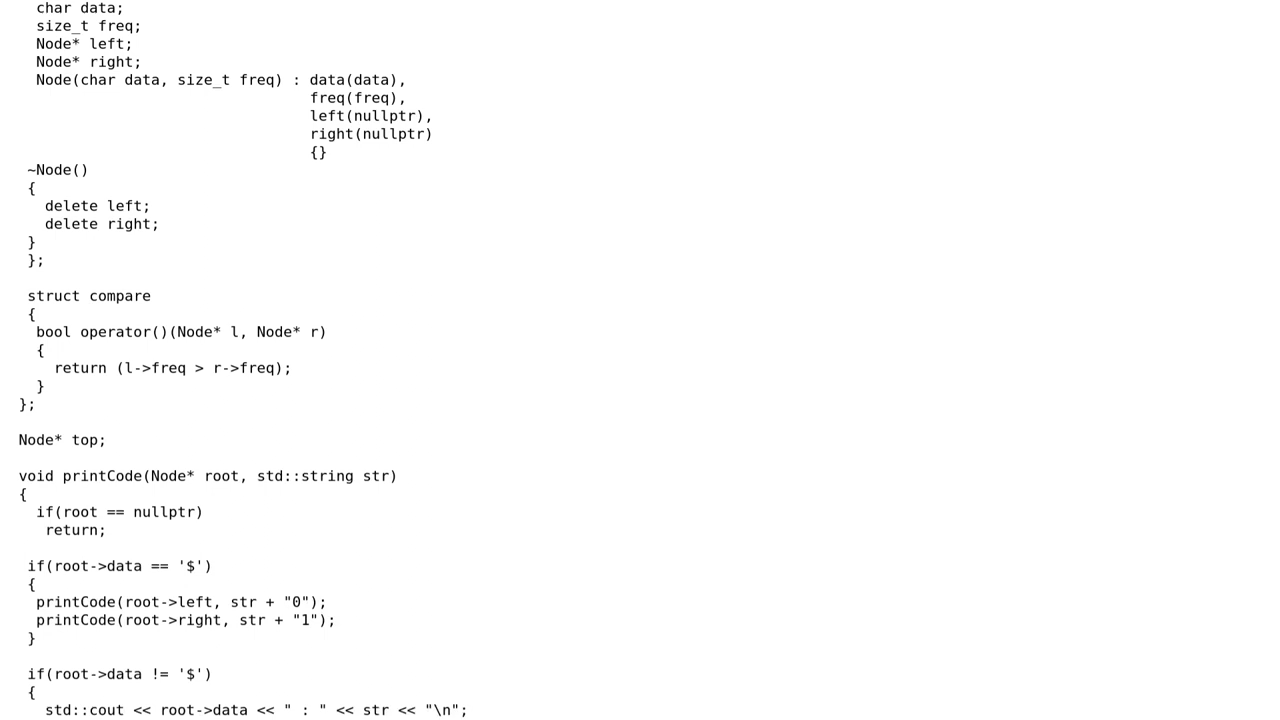 char data;
size_t freq;
Node* left;
Node* right;
Node(char data, size_t freq) : data(data),
freq(freq),
left(nullptr),
right(nullptr)
{}
~Node()
{
delete left;
delete right;
}
};
struct compare
{
bool operator()(Node* l, Node* r)
{
return (l->freq > r->freq);
}
};
Node* top;
void printCode(Node* root, std::string str)
{
if(root == nullptr)
return;
if(root->data == '$')
{
printCode(root->left, str + "0");
printCode(root->right, str + "1");
}
if(root->data != '$')
{
std::cout << root->data << " : " << str << "\n";